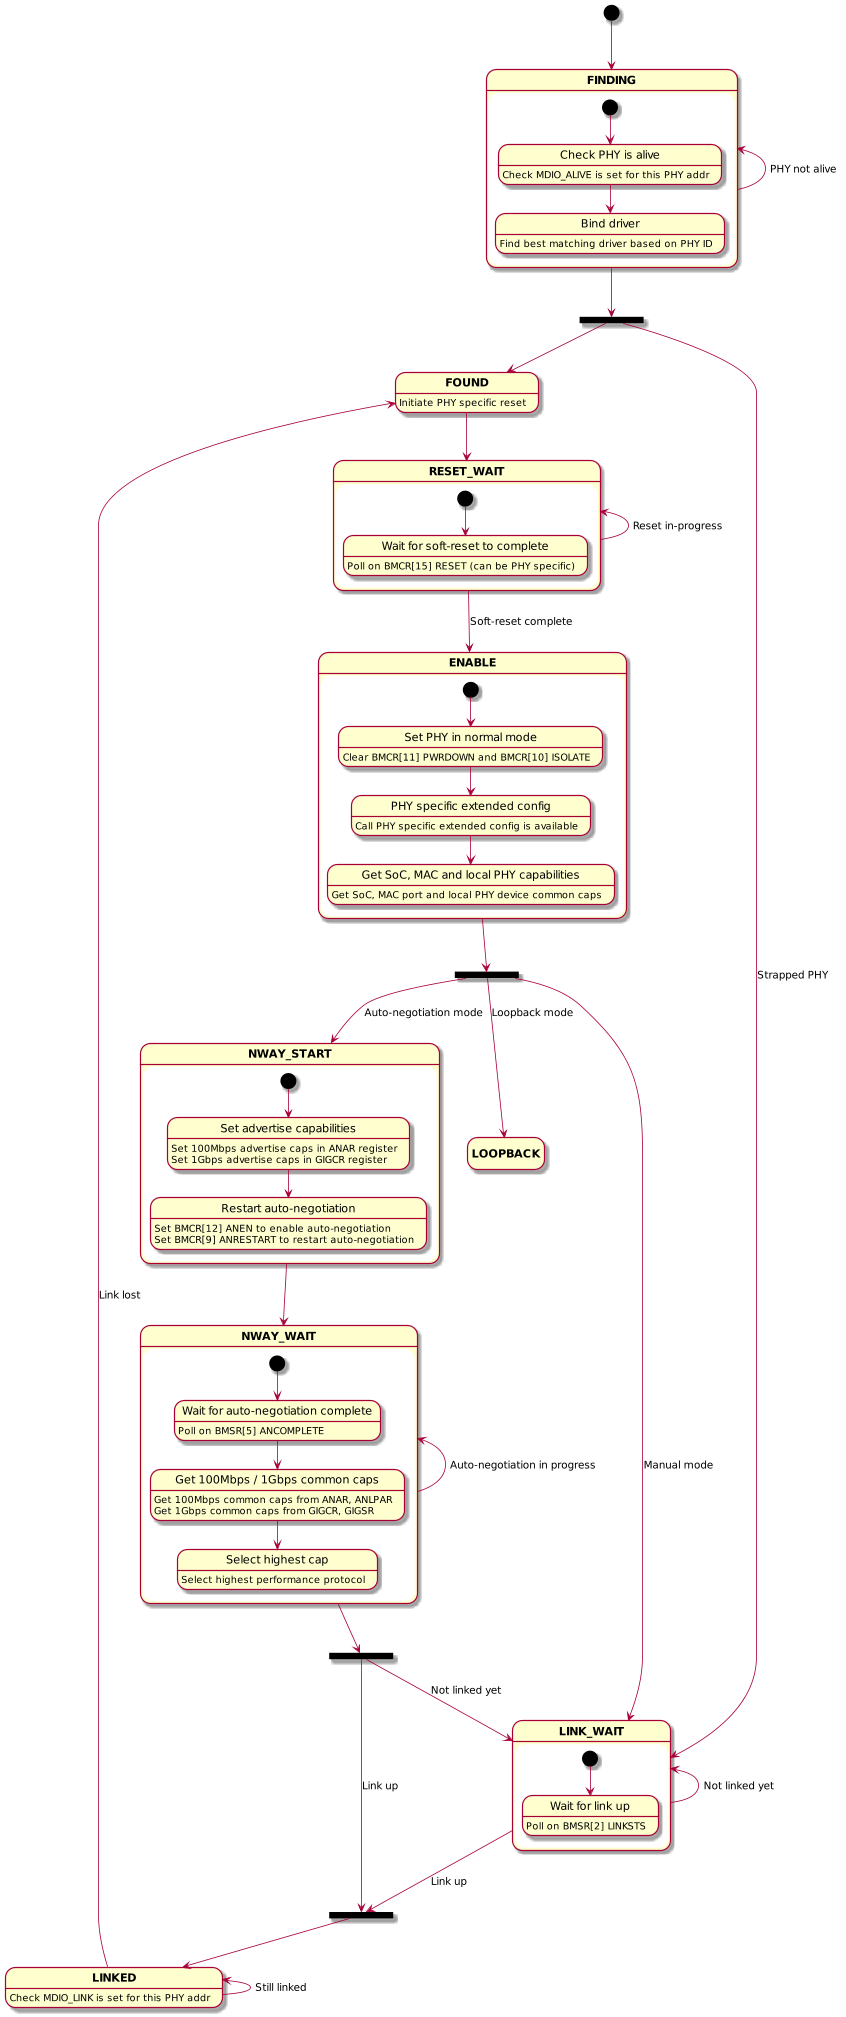 FINDING
Check PHY is alive
Check MDIO_ALIVE is set for this PHY addr
PHY not alive
Bind driver
Find best matching driver based on PHY ID
FOUND
Initiate PHY specific reset
RESET_WAIT
Wait for soft-reset to complete
Poll on BMCR[15] RESET (can be PHY specific)
Reset in-progress
Soft-reset complete
ENABLE
Set PHY in normal mode
Clear BMCR[11] PWRDOWN and BMCR[10] ISOLATE
PHY specific extended config
Call PHY specific extended config is available
Get SoC, MAC and local PHY capabilities
Get SoC, MAC port and local PHY device common caps
Strapped PHY
Auto-negotiation mode
Loopback mode
NWAY_START
Set advertise capabilities
Set 100Mbps advertise caps in ANAR register
Set 1Gbps advertise caps in GIGCR register
LOOPBACK
Restart auto-negotiation
Set BMCR[12] ANEN to enable auto-negotiation
Set BMCR[9] ANRESTART to restart auto-negotiation
Link lost
NWAY_WAIT
Wait for auto-negotiation complete
Poll on BMSR[5] ANCOMPLETE
Auto-negotiation in progress
Manual mode
Get 100Mbps / 1Gbps common caps
Get 100Mbps common caps from ANAR, ANLPAR
Get 1Gbps common caps from GIGCR, GIGSR
Select highest cap
Select highest performance protocol
Not linked yet
LINK_WAIT
Wait for link up
Poll on BMSR[2] LINKSTS
Not linked yet
Link up
Link up
LINKED
Check MDIO_LINK is set for this PHY addr
Still linked